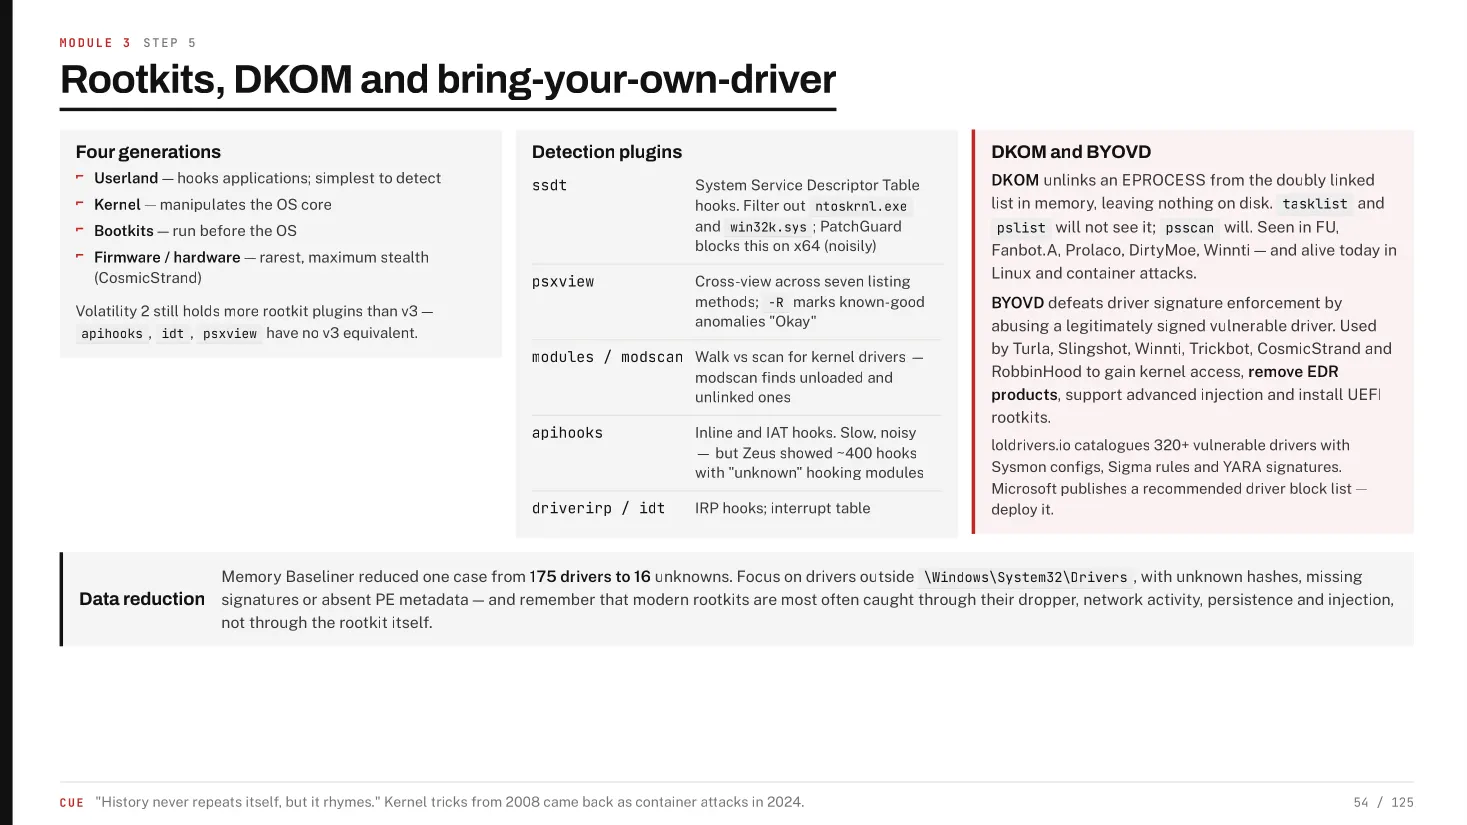 MODULE 3 STEP 5
Rootkits, DKOM and bring-your-own-driver
Four generations
Userland — hooks applications; simplest to detect
Kernel — manipulates the OS core
Bootkits — run before the OS
Firmware / hardware — rarest, maximum stealth
(CosmicStrand)
Volatility 2 still holds more rootkit plugins than v3 —
apihooks , idt , psxview have no v3 equivalent.
Detection plugins
ssdt System Service Descriptor Table
hooks. Filter out ntoskrnl.exe
and win32k.sys ; PatchGuard
blocks this on x64 (noisily)
psxview Cross-view across seven listing
methods; -R marks known-good
anomalies "Okay"
modules / modscan Walk vs scan for kernel drivers —
modscan finds unloaded and
unlinked ones
apihooks Inline and IAT hooks. Slow, noisy
— but Zeus showed ~400 hooks
with "unknown" hooking modules
driverirp / idt IRP hooks; interrupt table
DKOM and BYOVD
DKOM unlinks an EPROCESS from the doubly linked
list in memory, leaving nothing on disk. tasklist and
pslist will not see it; psscan will. Seen in FU,
Fanbot.A, Prolaco, DirtyMoe, Winnti — and alive today in
Linux and container attacks.
BYOVD defeats driver signature enforcement by
abusing a legitimately signed vulnerable driver. Used
by Turla, Slingshot, Winnti, Trickbot, CosmicStrand and
RobbinHood to gain kernel access, remove EDR
products, support advanced injection and install UEFI
rootkits.
loldrivers.io catalogues 320+ vulnerable drivers with
Sysmon configs, Sigma rules and YARA signatures.
Microsoft publishes a recommended driver block list —
deploy it.
Data reduction
Memory Baseliner reduced one case from 175 drivers to 16 unknowns. Focus on drivers outside \Windows\System32\Drivers , with unknown hashes, missing
signatures or absent PE metadata — and remember that modern rootkits are most often caught through their dropper, network activity, persistence and injection,
not through the rootkit itself.
CUE "History never repeats itself, but it rhymes." Kernel tricks from 2008 came back as container attacks in 2024.
54 / 125